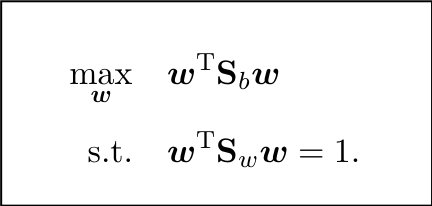 max_w w^T S_b w
s.t. w^T S_w w = 1.